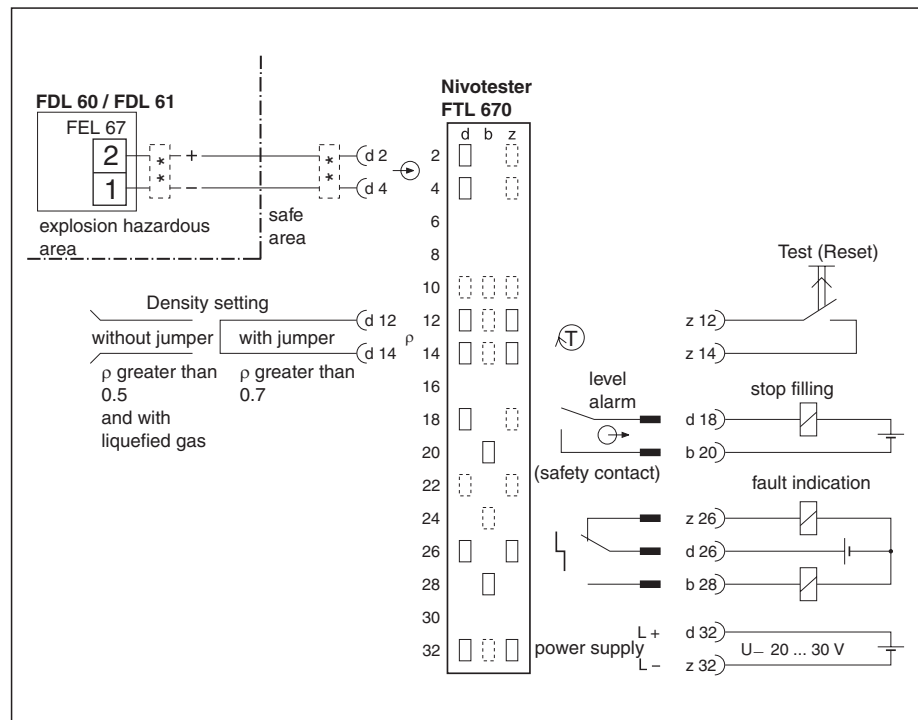 Nivotester
FTL 670
d b z
FDL 60 / FDL 61
FEL 67
2
1
* *
* *
+
−
* *
* *
d 2
d 4
explosion hazardous
area
safe
area
Density setting
without jumper
with jumper
d 12
d 14
ρ
ρ greater than
0.5
and with
liquefied gas
ρ greater than
0.7
2
4
6
8
10
12
14
16
18
20
22
24
26
28
30
32
Test (Reset)
z 12
z 14
T
level
alarm
stop filling
d 18
b 20
(safety contact)
fault indication
z 26
d 26
b 28
power supply
L +
L −
d 32
z 32
U⎓ 20 ... 30 V